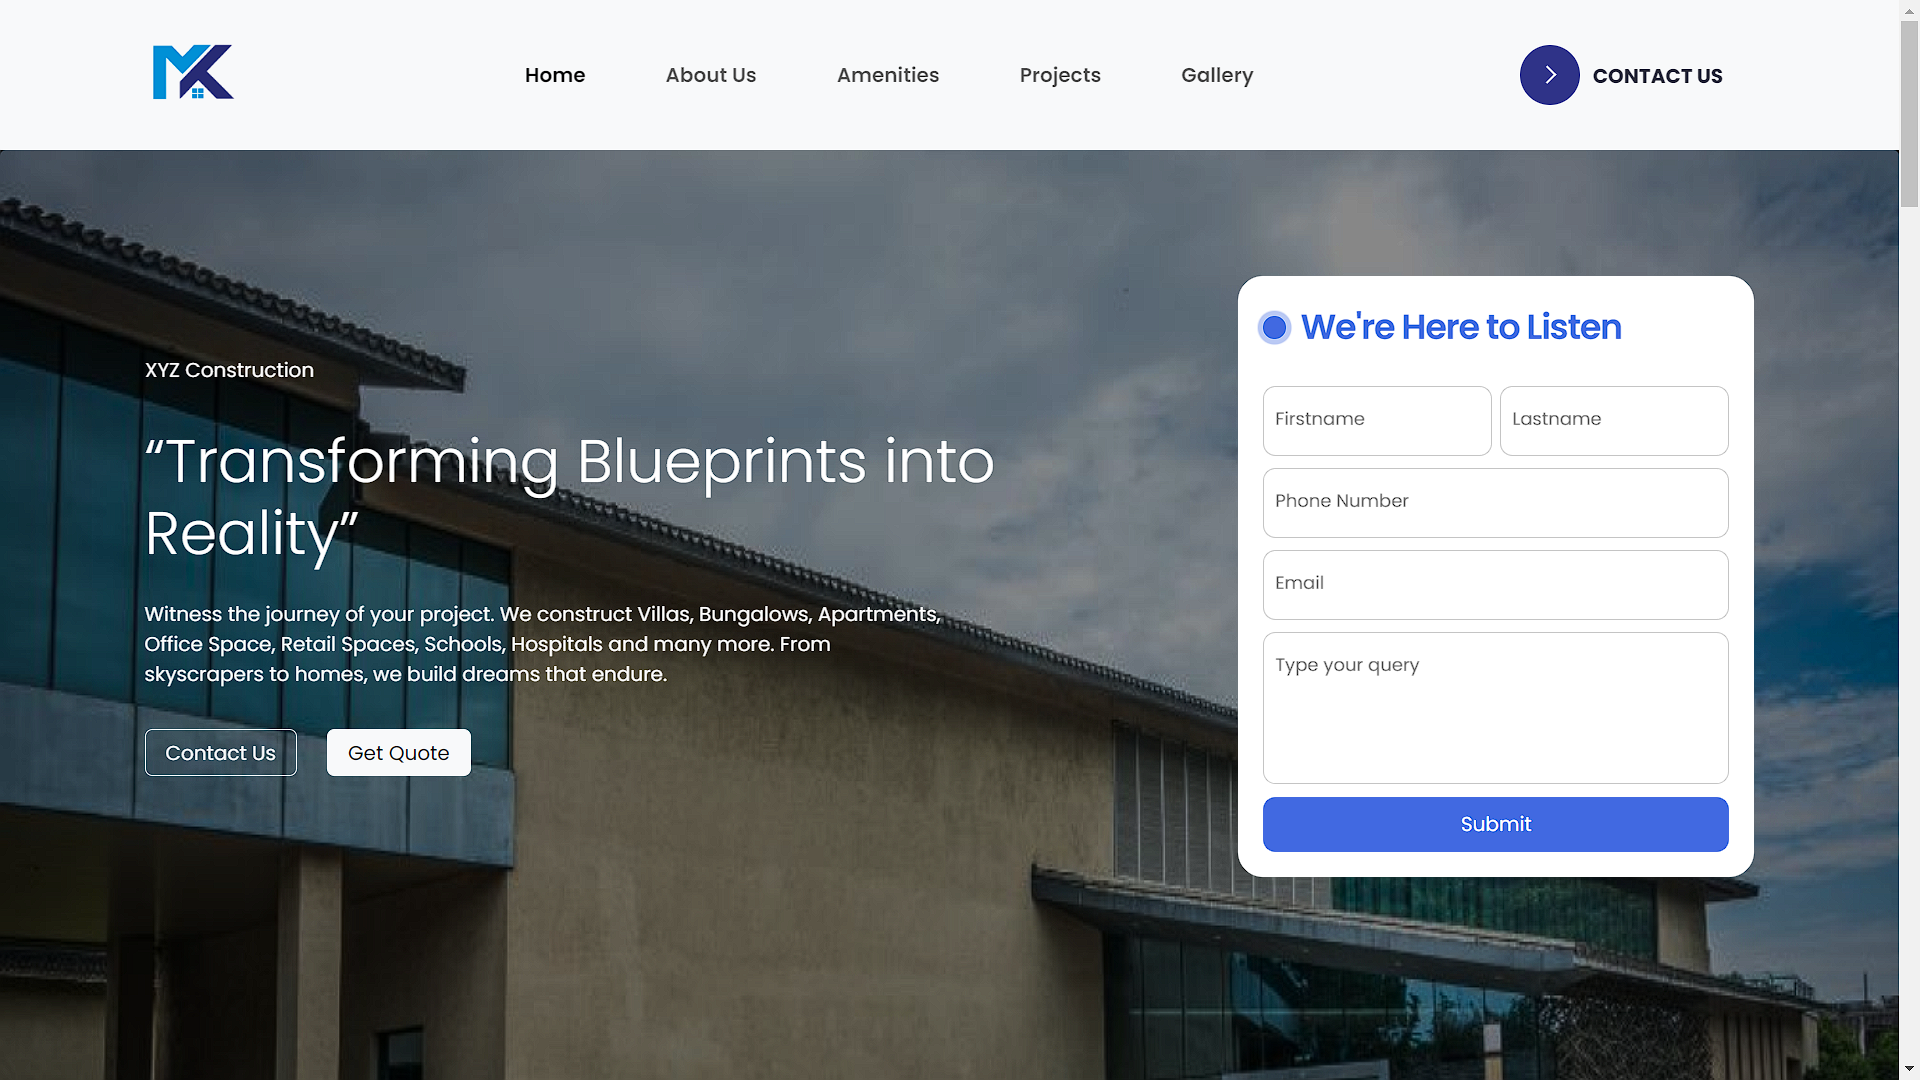 MK
Home
About Us
Amenities
Projects
Gallery
CONTACT US
XYZ Construction
“Transforming Blueprints into
Reality”
Witness the journey of your project. We construct Villas, Bungalows, Apartments,
Office Space, Retail Spaces, Schools, Hospitals and many more. From
skyscrapers to homes, we build dreams that endure.
Contact Us
Get Quote
We're Here to Listen
Firstname
Lastname
Phone Number
Email
Type your query
Submit